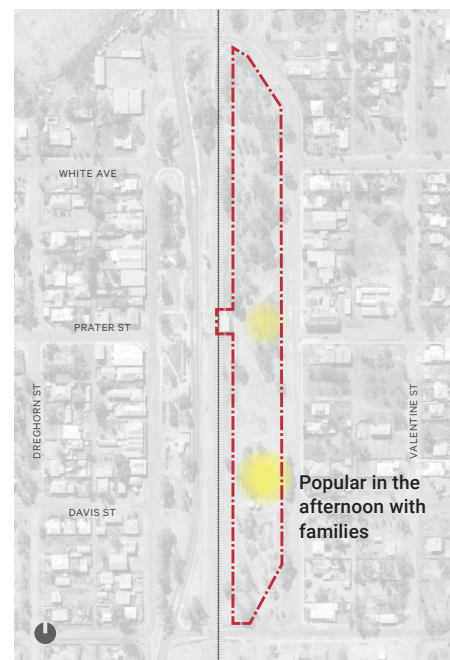 WHITE AVE
PRATER ST
DREGHORN ST
VALENTINE ST
Popular in the
afternoon with
families
DAVIS ST